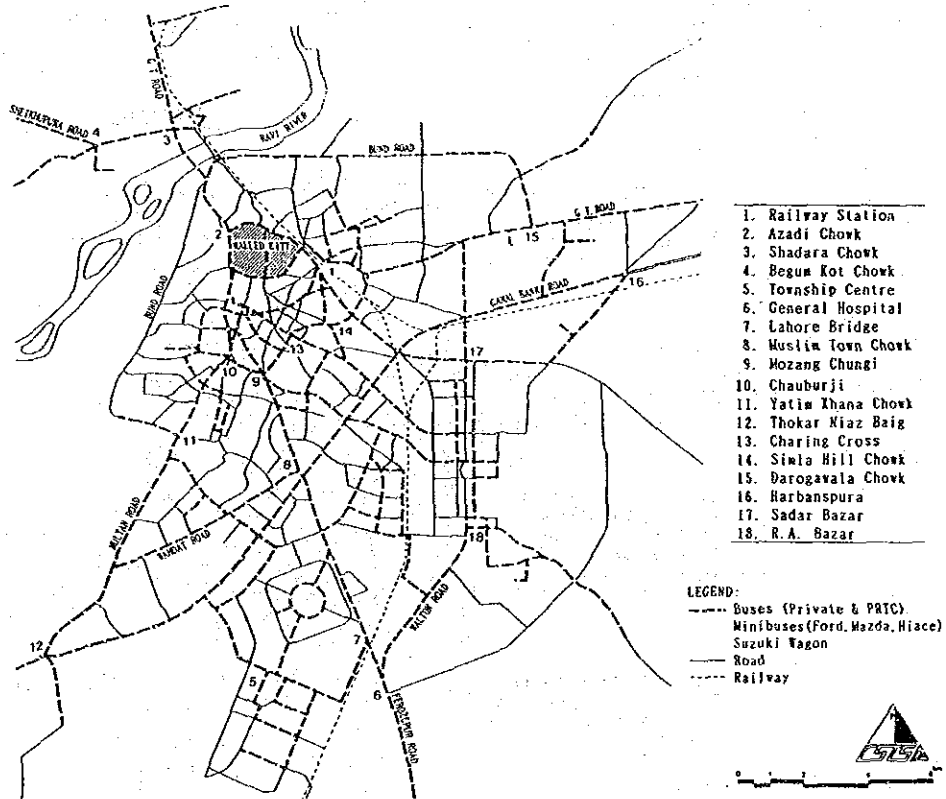 G T ROAD
SHEIKHUPURA ROAD
4
3
RAVI RIVER
BUND ROAD
G.T. ROAD
2
WALLED CITY
1
15
CANAL BANK ROAD
16
BUND ROAD
14
13
17
10
9
11
8
MULTAN ROAD
WAHDAT ROAD
18
WALTON ROAD
12
7
5
6
FEROZEPUR ROAD
1. Railway Station
2. Azadi Chowk
3. Shadara Chowk
4. Begum Kot Chowk
5. Township Centre
6. General Hospital
7. Lahore Bridge
8. Muslim Town Chowk
9. Mozang Chungi
10. Chauburji
11. Yatim Khana Chowk
12. Thokar Niaz Baig
13. Charing Cross
14. Simla Hill Chowk
15. Darogawala Chowk
16. Harbanspura
17. Sadar Bazar
18. R.A. Bazar
LEGEND:
Buses (Private & PRTC)
Minibuses(Ford, Mazda, Hiace)
Suzuki Wagon
Road
Railway
0 1 2